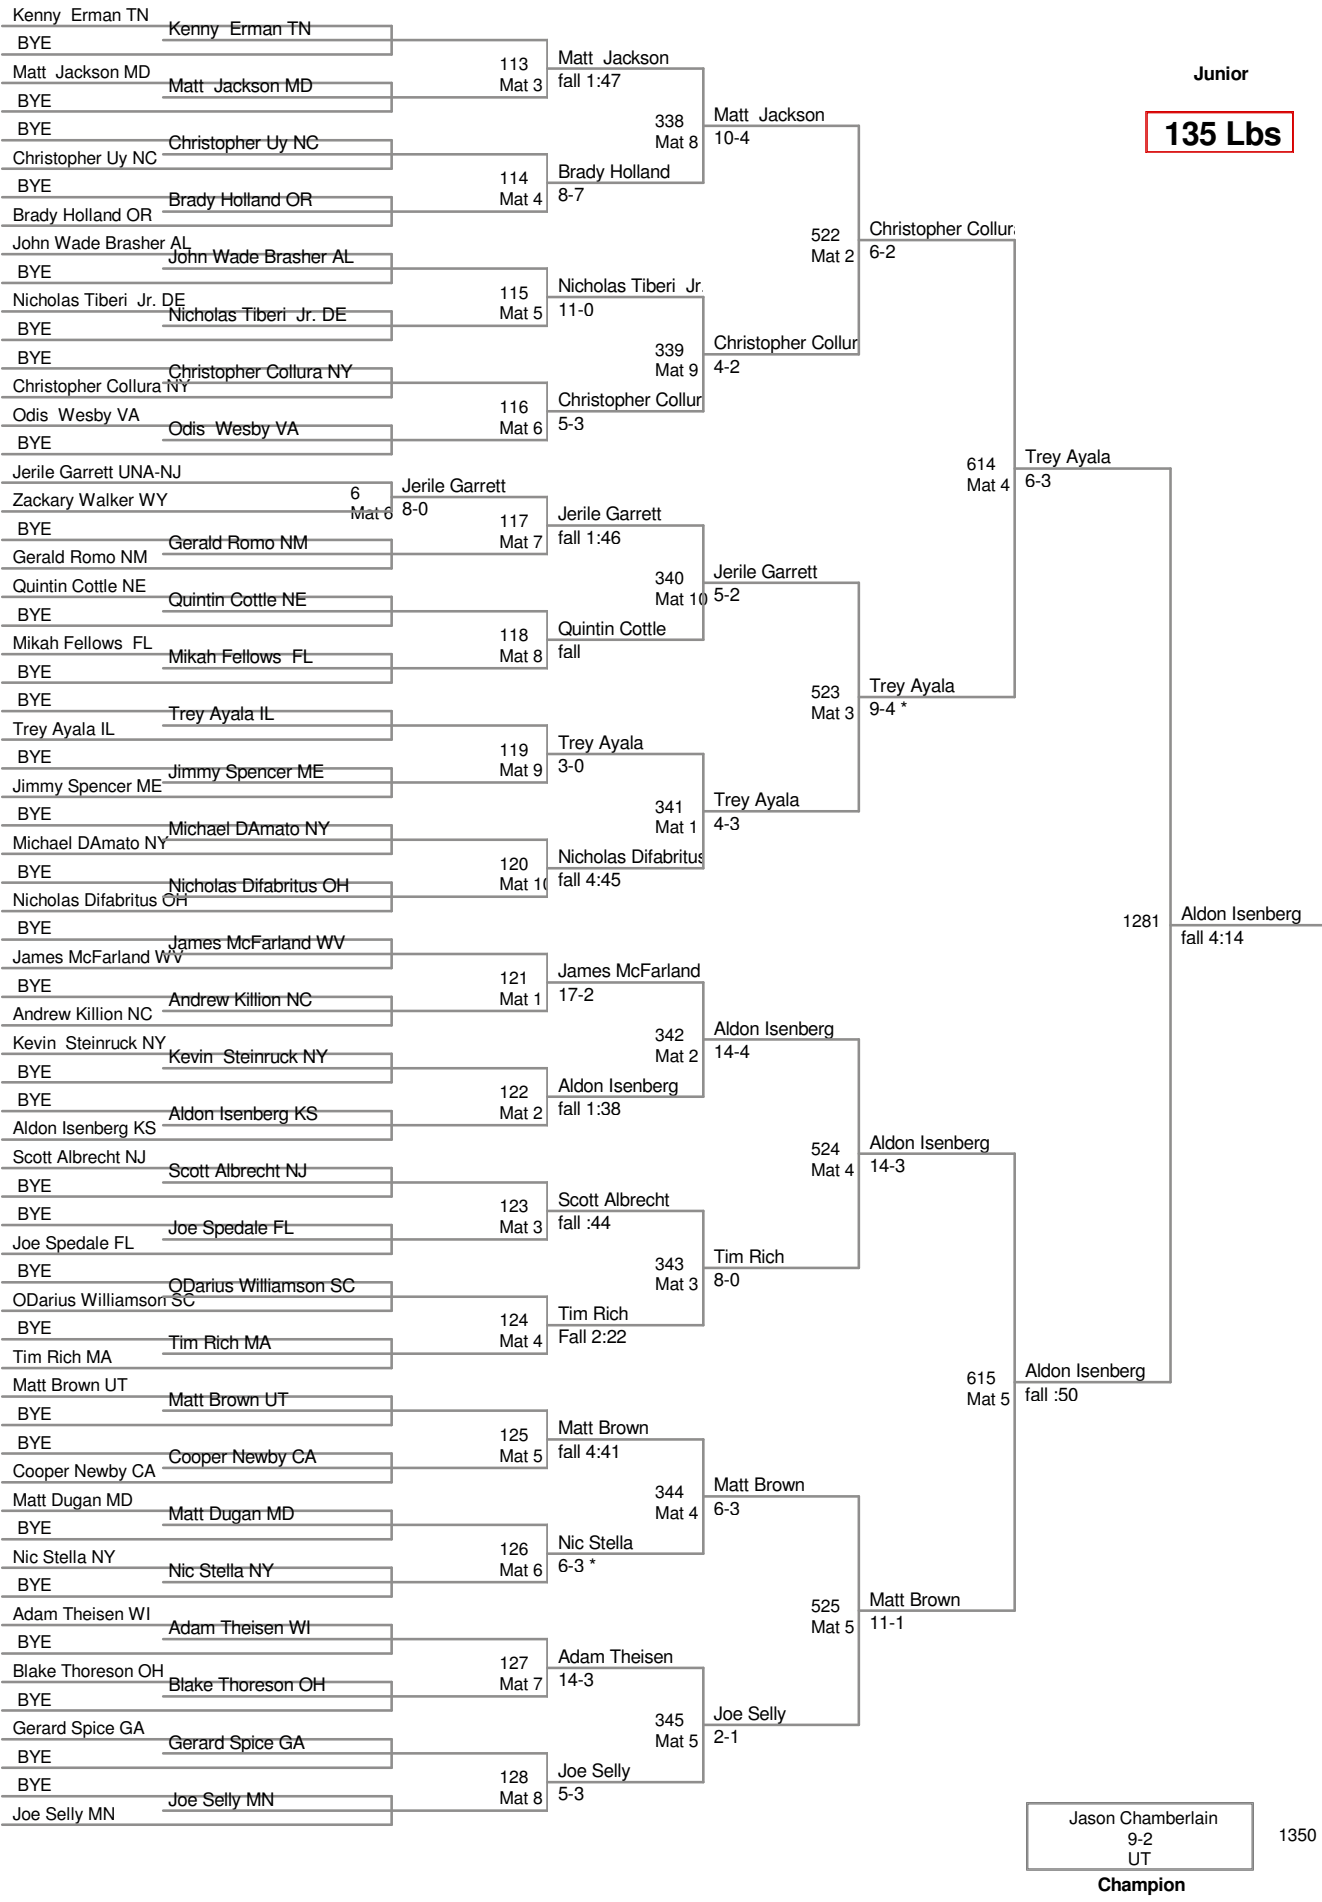 Junior
135 Lbs
Kenny  Erman TN
BYE
Matt  Jackson MD
BYE
BYE
Christopher Uy NC
BYE
Brady Holland OR
John Wade Brasher AL
BYE
Nicholas Tiberi  Jr. DE
BYE
BYE
Christopher Collura NY
Odis  Wesby VA
BYE
Jerile Garrett UNA-NJ
Zackary Walker WY
BYE
Gerald Romo NM
Quintin Cottle NE
BYE
Mikah Fellows  FL
BYE
BYE
Trey Ayala IL
BYE
Jimmy Spencer ME
BYE
Michael DAmato NY
BYE
Nicholas Difabritus OH
BYE
James McFarland WV
BYE
Andrew Killion NC
Kevin  Steinruck NY
BYE
BYE
Aldon Isenberg KS
Scott Albrecht NJ
BYE
BYE
Joe Spedale FL
BYE
ODarius Williamson SC
BYE
Tim Rich MA
Matt Brown UT
BYE
BYE
Cooper Newby CA
Matt Dugan MD
BYE
Nic Stella NY
BYE
Adam Theisen WI
BYE
Blake Thoreson OH
BYE
Gerard Spice GA
BYE
BYE
Joe Selly MN
Kenny  Erman TN
Matt  Jackson MD
Christopher Uy NC
Brady Holland OR
John Wade Brasher AL
Nicholas Tiberi  Jr. DE
Christopher Collura NY
Odis  Wesby VA
6
Mat 6
Jerile Garrett
8-0
Gerald Romo NM
Quintin Cottle NE
Mikah Fellows  FL
Trey Ayala IL
Jimmy Spencer ME
Michael DAmato NY
Nicholas Difabritus OH
James McFarland WV
Andrew Killion NC
Kevin  Steinruck NY
Aldon Isenberg KS
Scott Albrecht NJ
Joe Spedale FL
ODarius Williamson SC
Tim Rich MA
Matt Brown UT
Cooper Newby CA
Matt Dugan MD
Nic Stella NY
Adam Theisen WI
Blake Thoreson OH
Gerard Spice GA
Joe Selly MN
113
Mat 3
Matt  Jackson
fall 1:47
114
Mat 4
Brady Holland
8-7
115
Mat 5
Nicholas Tiberi  Jr.
11-0
116
Mat 6
Christopher Collur
5-3
117
Mat 7
Jerile Garrett
fall 1:46
118
Mat 8
Quintin Cottle
fall
119
Mat 9
Trey Ayala
3-0
120
Mat 10
Nicholas Difabritus
fall 4:45
121
Mat 1
James McFarland
17-2
122
Mat 2
Aldon Isenberg
fall 1:38
123
Mat 3
Scott Albrecht
fall :44
124
Mat 4
Tim Rich
Fall 2:22
125
Mat 5
Matt Brown
fall 4:41
126
Mat 6
Nic Stella
6-3 *
127
Mat 7
Adam Theisen
14-3
128
Mat 8
Joe Selly
5-3
338
Mat 8
Matt  Jackson
10-4
339
Mat 9
Christopher Collur
4-2
340
Mat 10
Jerile Garrett
5-2
341
Mat 1
Trey Ayala
4-3
342
Mat 2
Aldon Isenberg
14-4
343
Mat 3
Tim Rich
8-0
344
Mat 4
Matt Brown
6-3
345
Mat 5
Joe Selly
2-1
522
Mat 2
Christopher Collura
6-2
523
Mat 3
Trey Ayala
9-4 *
524
Mat 4
Aldon Isenberg
14-3
525
Mat 5
Matt Brown
11-1
614
Mat 4
Trey Ayala
6-3
615
Mat 5
Aldon Isenberg
fall :50
1281
Aldon Isenberg
fall 4:14
Jason Chamberlain
9-2
UT
1350
Champion